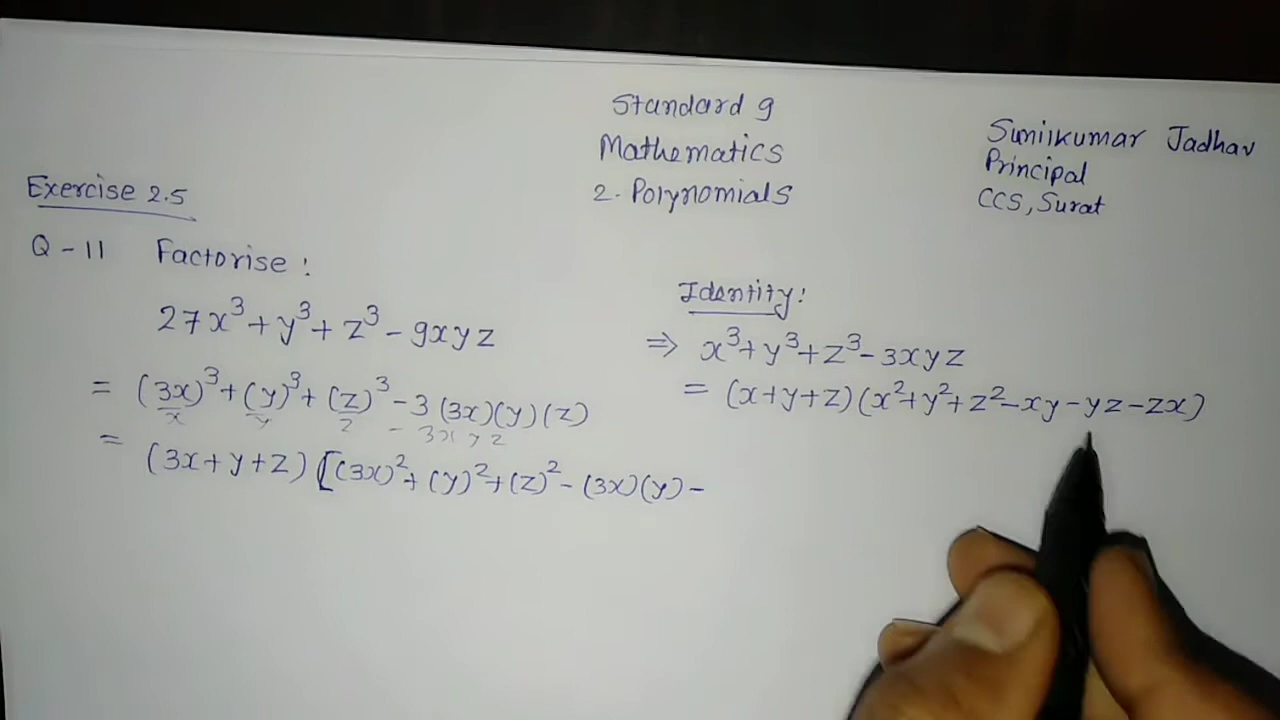 Standard 9
Mathematics
2. Polynomials
Sunilkumar Jadhav
Principal
CCS, Surat
Exercise 2.5
Q - 11 Factorise :
27x³ + y³ + z³ - 9xyz
= (3x)³ + (y)³ + (z)³ - 3 (3x)(y)(z)
x y z - 3xyz
= (3x + y + z) [(3x)² + (y)² + (z)² - (3x)(y) -
Identity:
⇒ x³ + y³ + z³ - 3xyz
= (x + y + z) (x² + y² + z² - xy - yz - zx)